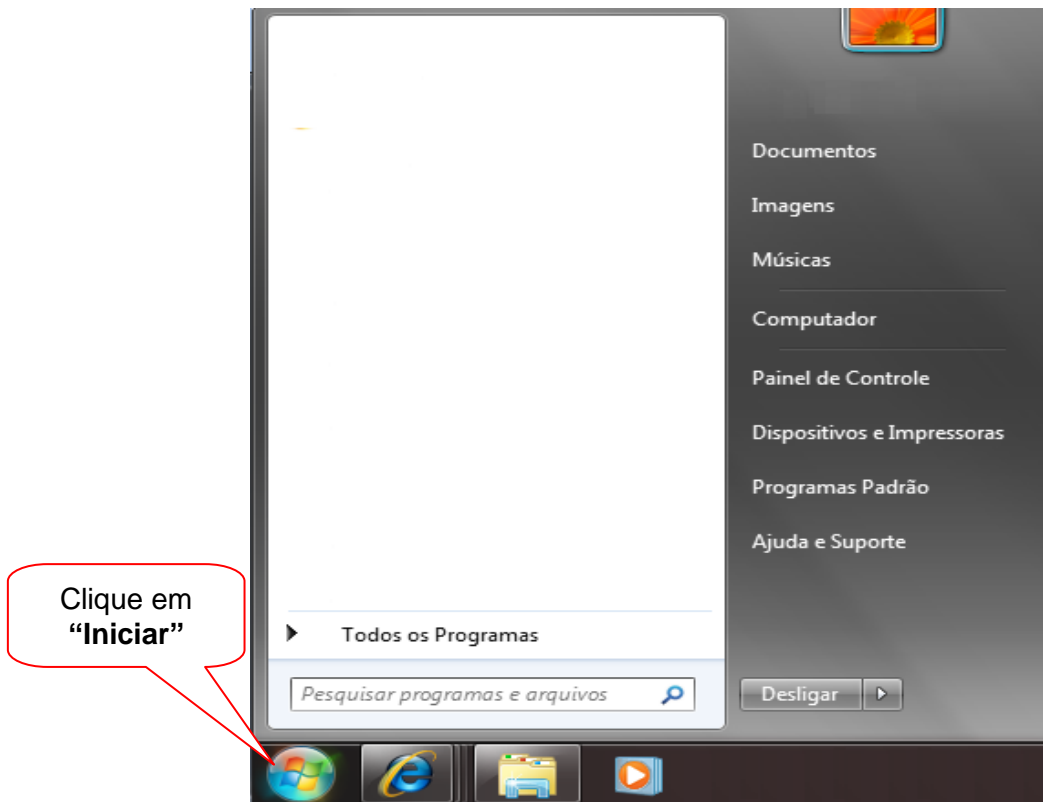 Documentos
Imagens
Músicas
Computador
Painel de Controle
Dispositivos e Impressoras
Programas Padrão
Ajuda e Suporte
Clique em
“Iniciar”
Todos os Programas
Pesquisar programas e arquivos
Desligar